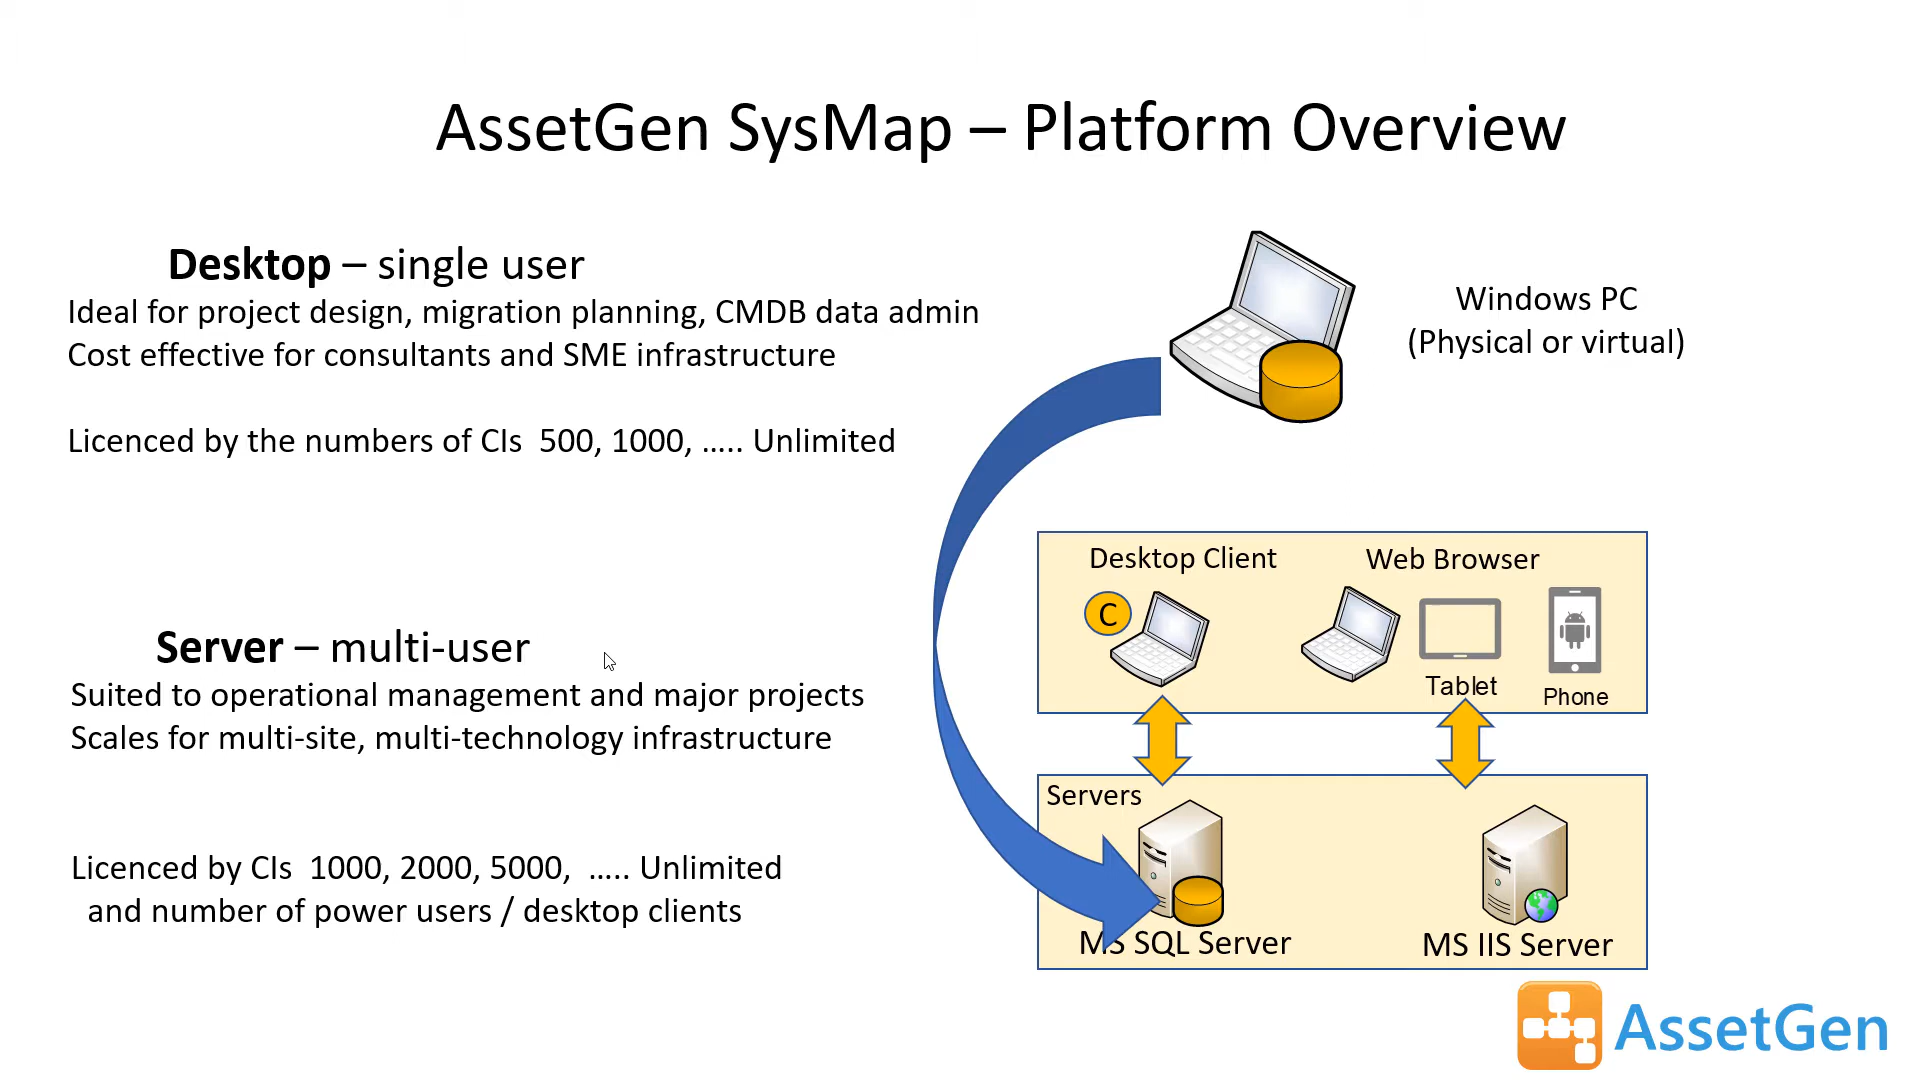 AssetGen SysMap – Platform Overview
Desktop – single user
Ideal for project design, migration planning, CMDB data admin
Cost effective for consultants and SME infrastructure
Licenced by the numbers of CIs  500, 1000, ….. Unlimited
Windows PC
(Physical or virtual)
Server – multi-user
Suited to operational management and major projects
Scales for multi-site, multi-technology infrastructure
Licenced by CIs  1000, 2000, 5000,  ….. Unlimited
and number of power users / desktop clients
Desktop Client
Web Browser
C
Tablet
Phone
Servers
MS SQL Server
MS IIS Server
AssetGen